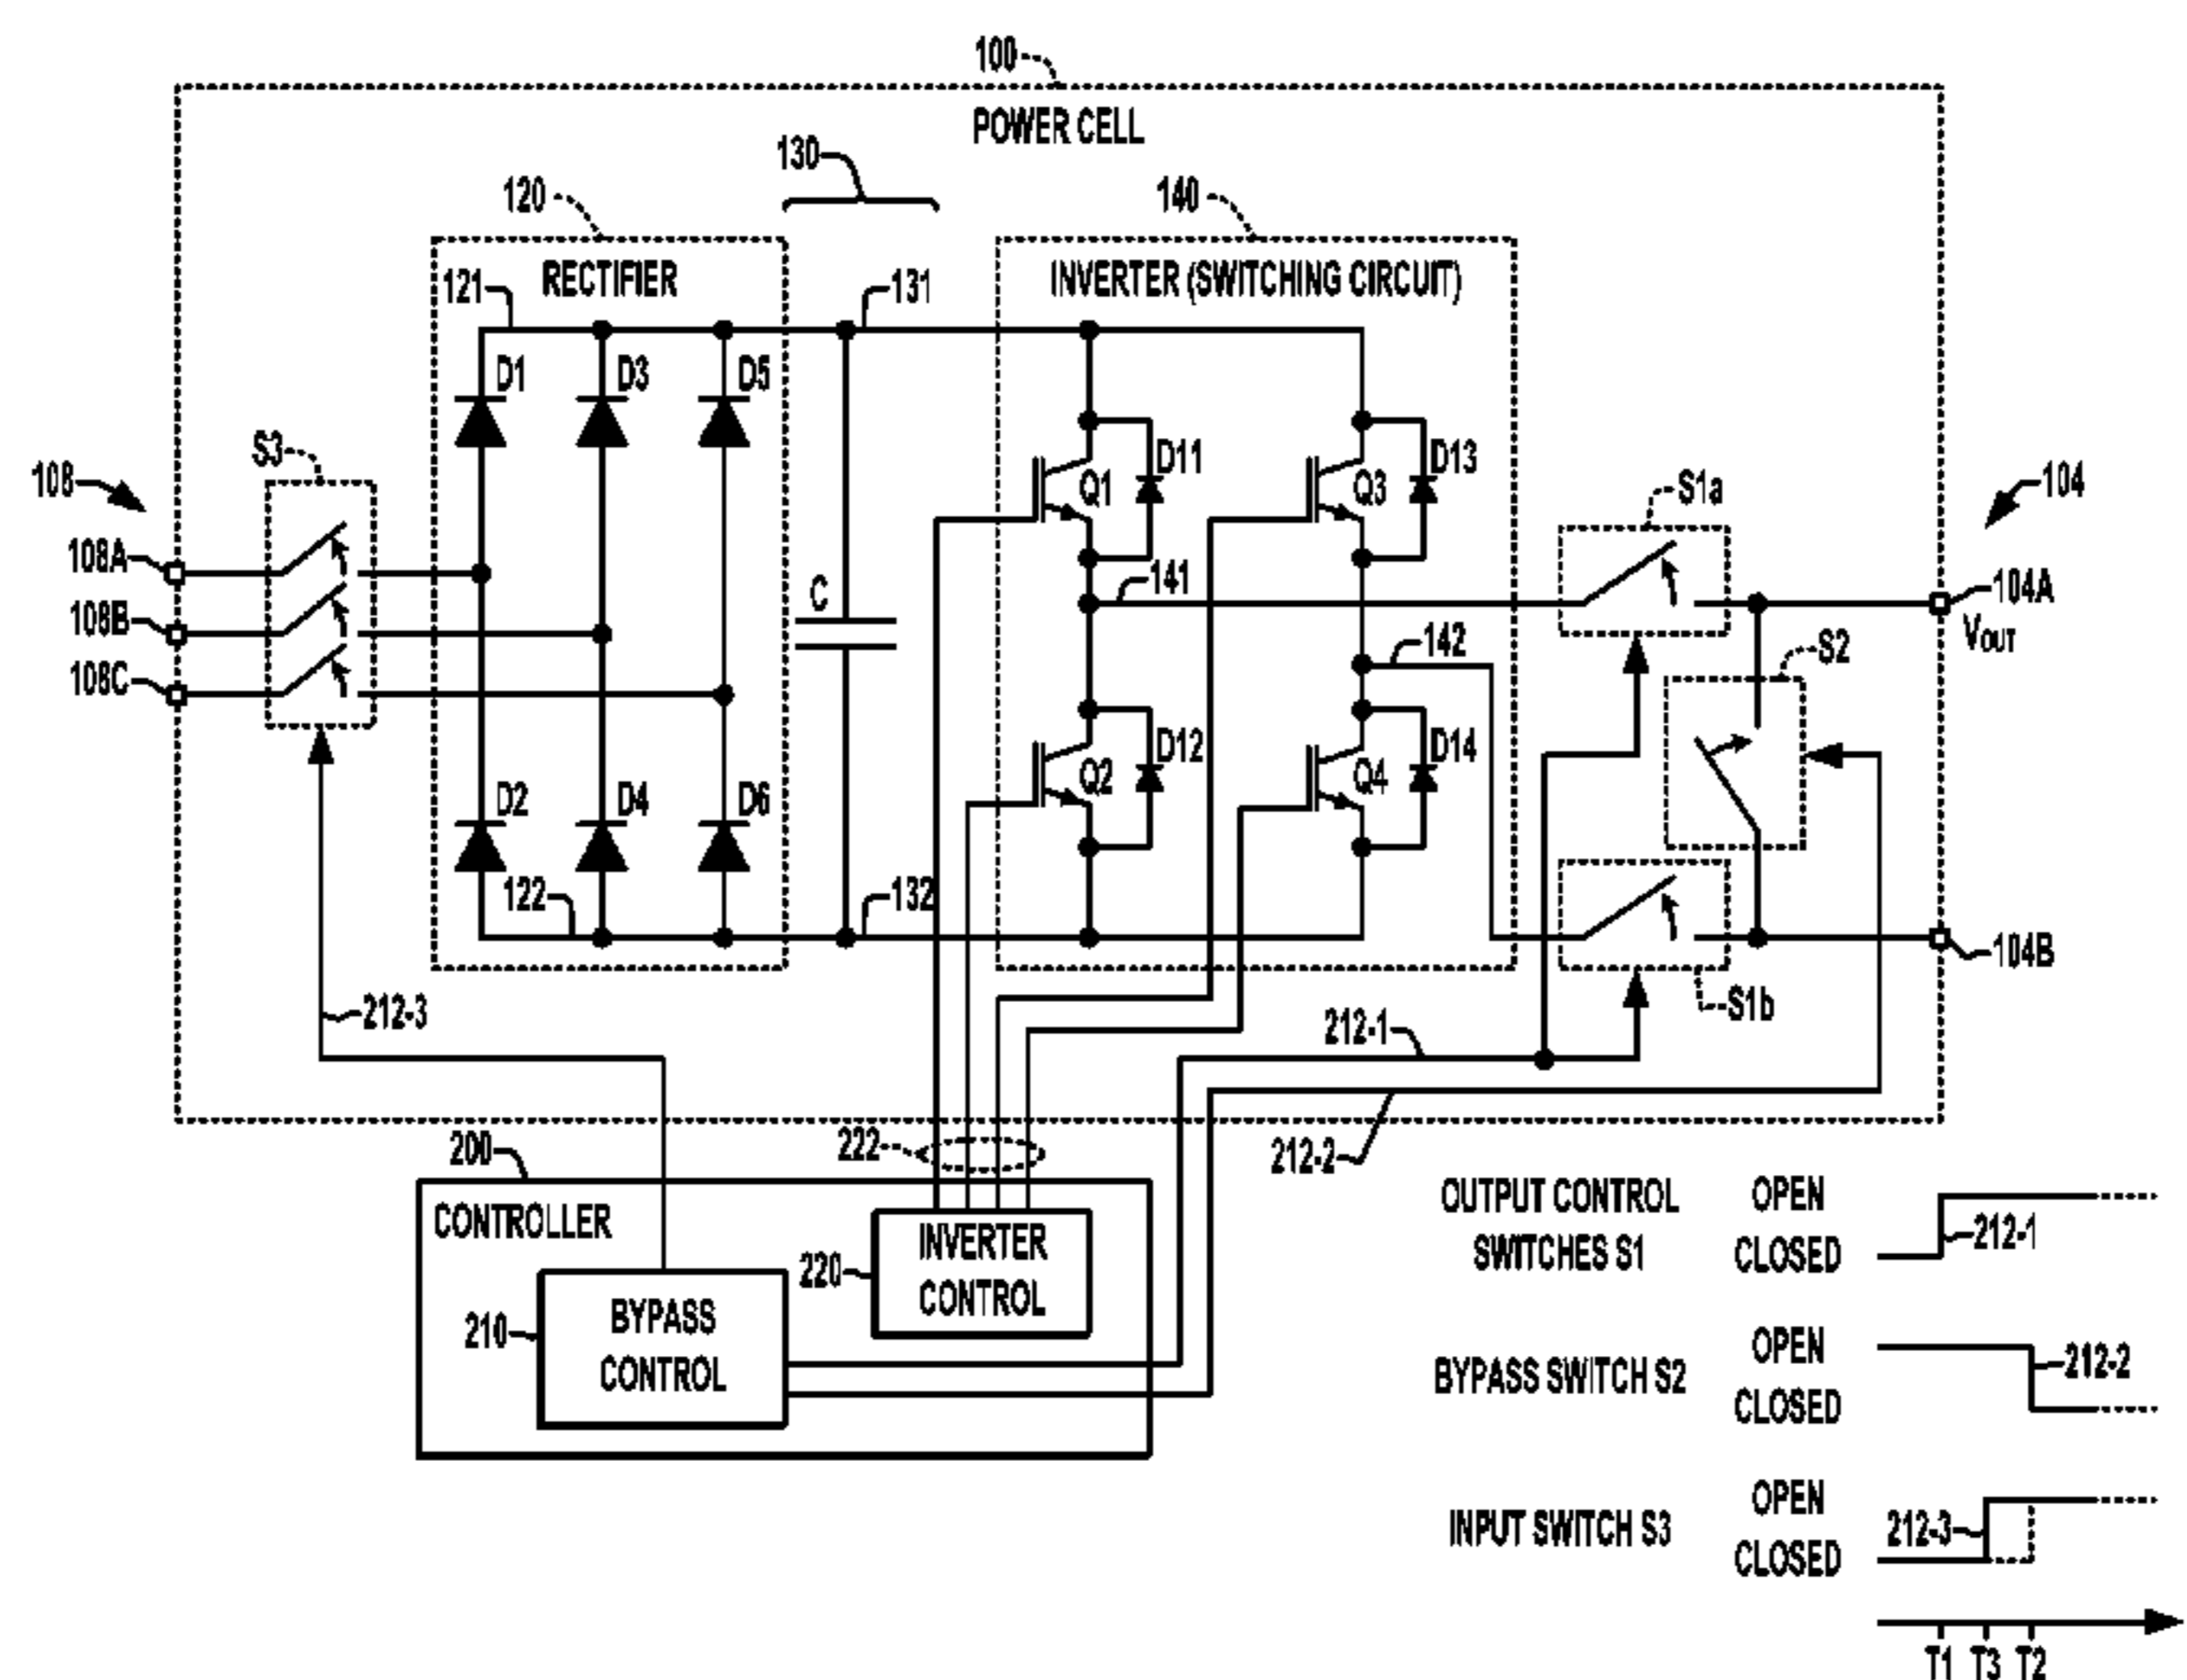 100
POWER CELL
130
120
140
RECTIFIER
INVERTER (SWITCHING CIRCUIT)
121
131
D1
D3
D5
S3
108
D11
Q1
D13
Q3
S1a
104
108A
108B
108C
C
141
104A
VOUT
142
S2
D2
D4
D6
D12
Q2
D14
Q4
122
132
104B
S1b
212-3
212-1
222
212-2
200
CONTROLLER
INVERTER
CONTROL
220
BYPASS
CONTROL
210
OUTPUT CONTROL
SWITCHES S1
OPEN
CLOSED
212-1
BYPASS SWITCH S2
OPEN
CLOSED
212-2
INPUT SWITCH S3
OPEN
CLOSED
212-3
T1 T3 T2